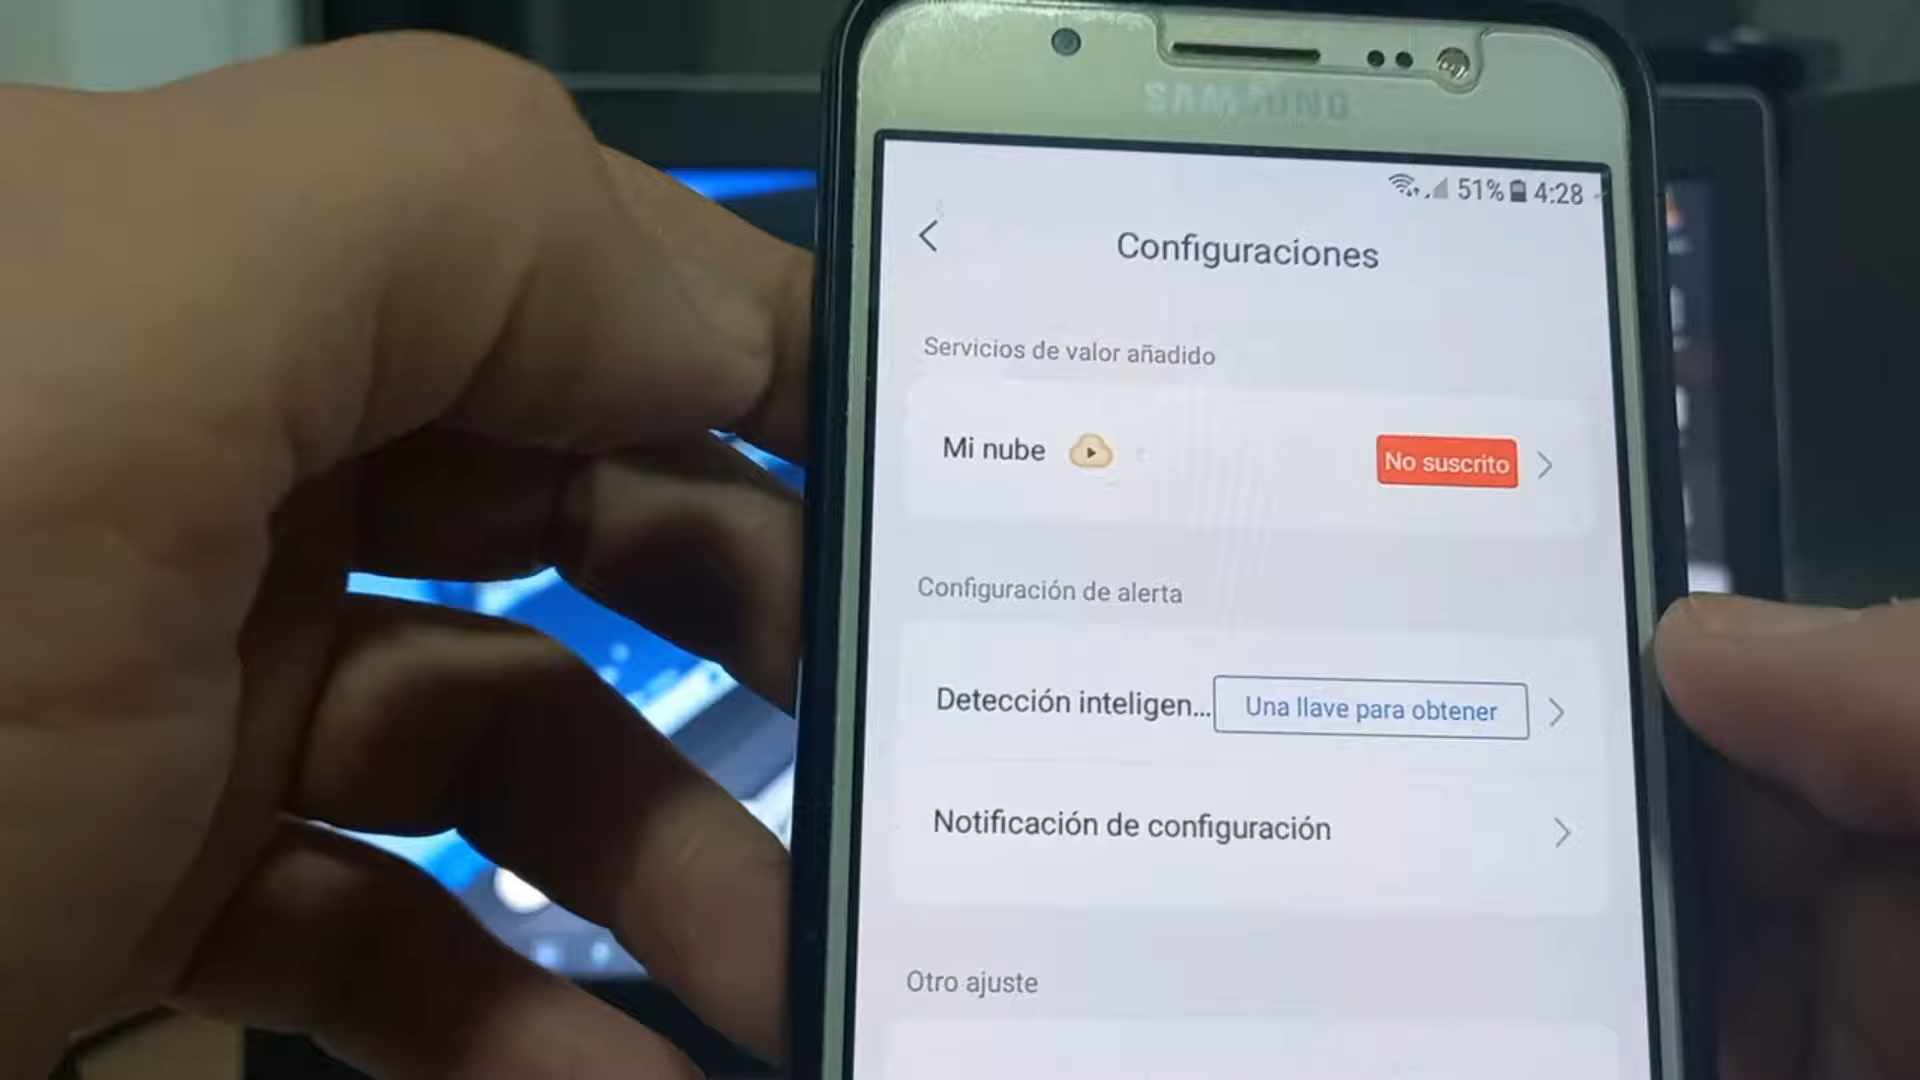 SAMSUNG
51% 4:28
Configuraciones
Servicios de valor añadido
Mi nube No suscrito
Configuración de alerta
Detección inteligen... Una llave para obtener
Notificación de configuración
Otro ajuste